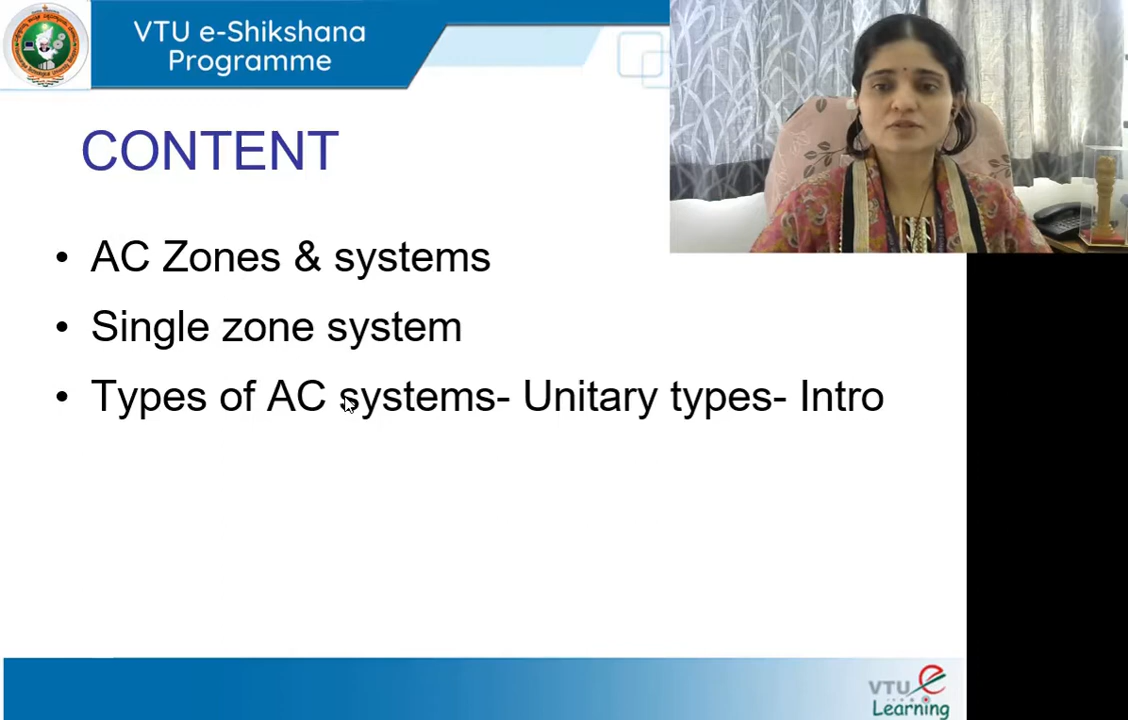 VTU e-Shikshana
Programme
CONTENT
• AC Zones & systems
• Single zone system
• Types of AC systems- Unitary types- Intro
VTU e
Learning